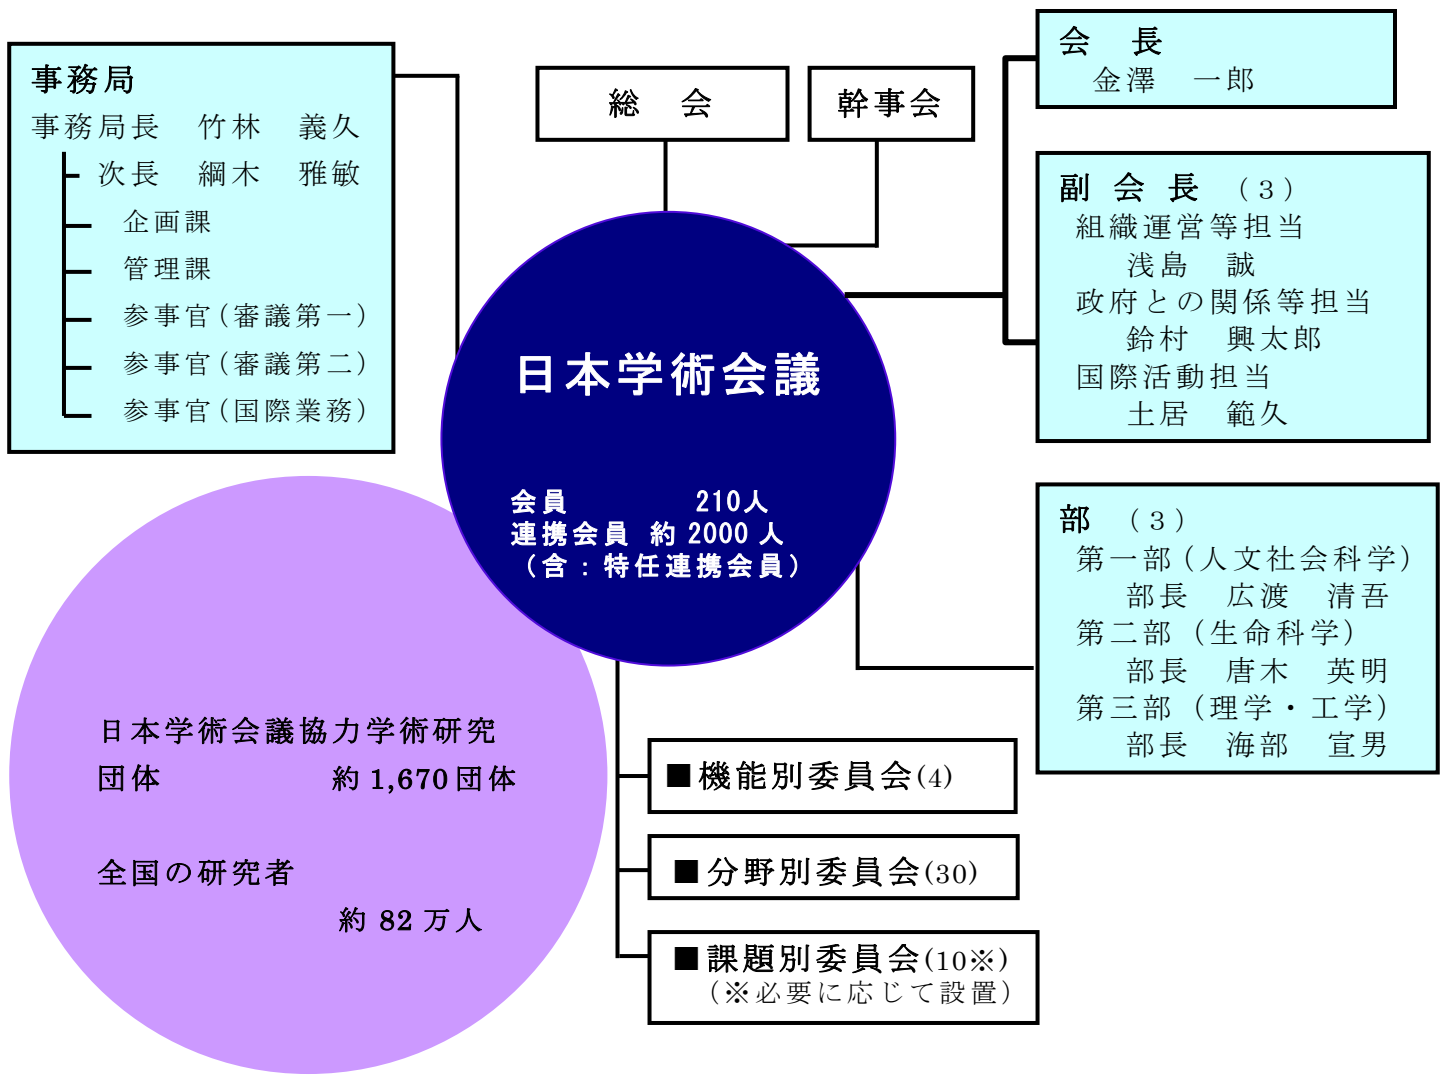 事務局
事務局長　竹林　義久
次長　綱木　雅敏
企画課
管理課
参事官(審議第一)
参事官(審議第二)
参事官(国際業務)
総　会
幹事会
会　長
金澤　一郎
副 会 長 （3）
組織運営等担当
浅島　誠
政府との関係等担当
鈴村　興太郎
国際活動担当
土居　範久
日本学術会議
会員　210人
連携会員 約 2000 人
（含：特任連携会員）
部 （3）
第一部(人文社会科学)
部長　広渡　清吾
第二部（生命科学）
部長　唐木　英明
第三部（理学・工学）
部長　海部　宣男
日本学術会議協力学術研究
団体　約 1,670 団体
全国の研究者
約 82 万人
■機能別委員会(4)
■分野別委員会(30)
■課題別委員会(10※)
（※必要に応じて設置）